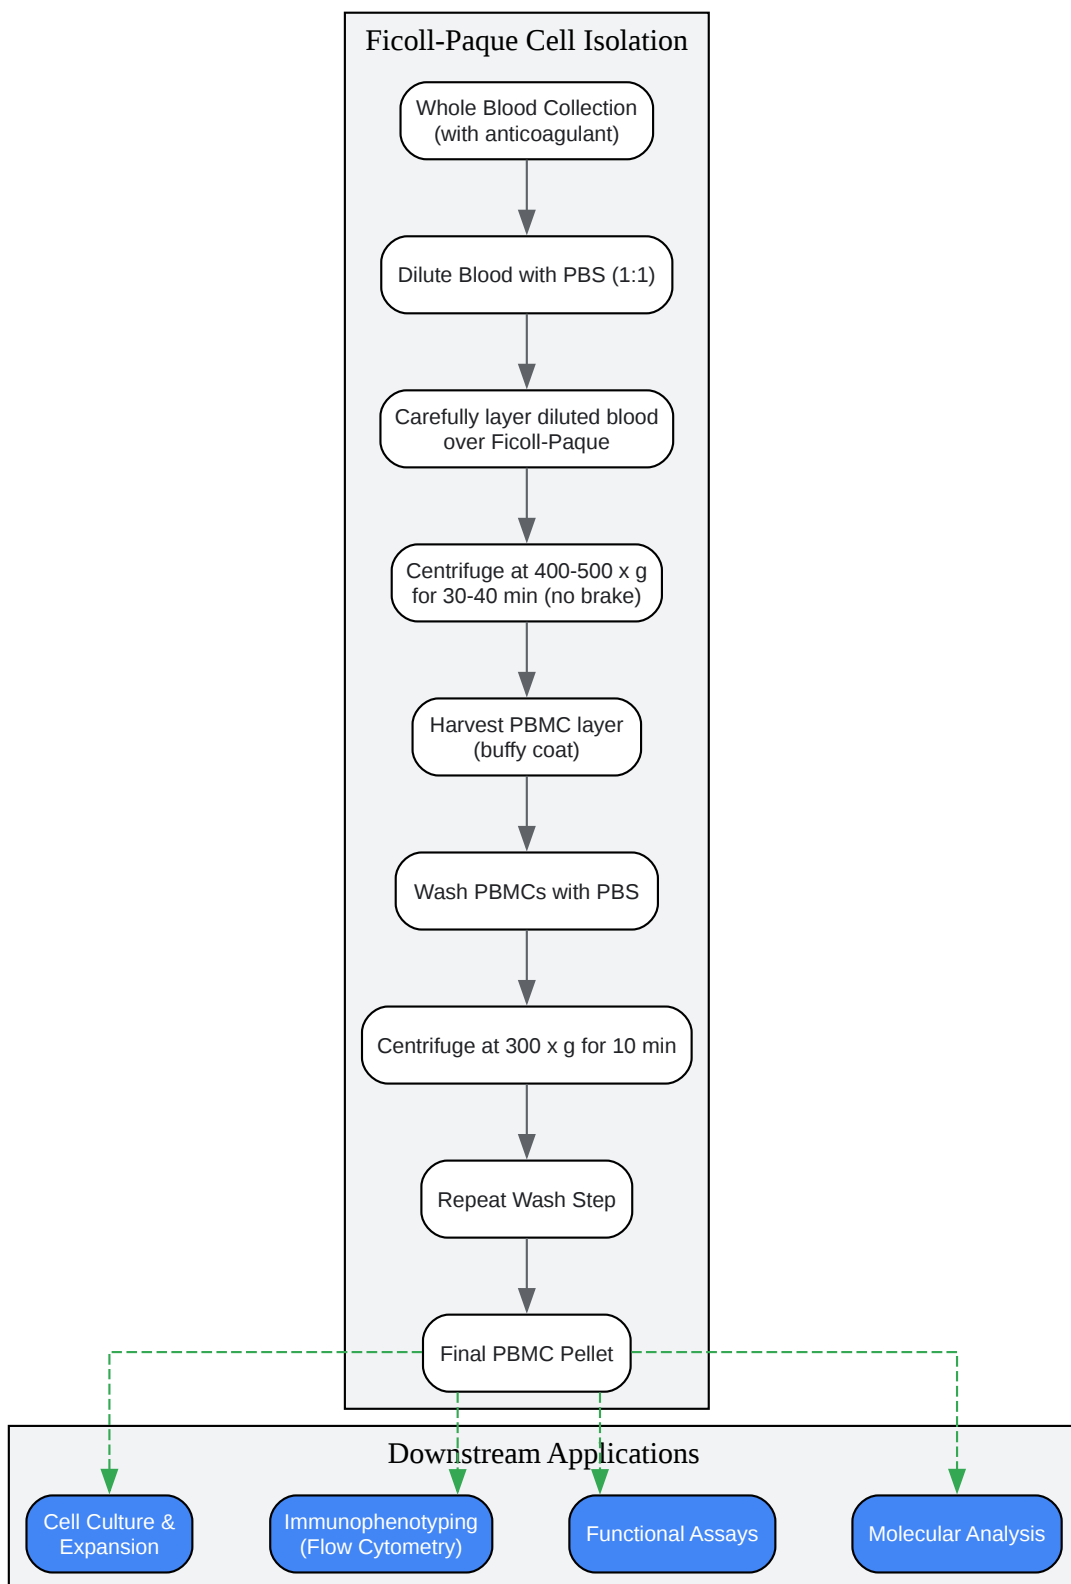 Ficoll-Paque Cell Isolation
Whole Blood Collection
(with anticoagulant)
Dilute Blood with PBS (1:1)
Carefully layer diluted blood
over Ficoll-Paque
Centrifuge at 400-500 x g
for 30-40 min (no brake)
Harvest PBMC layer
(buffy coat)
Wash PBMCs with PBS
Centrifuge at 300 x g for 10 min
Repeat Wash Step
Final PBMC Pellet
Downstream Applications
Cell Culture &
Expansion
Immunophenotyping
(Flow Cytometry)
Functional Assays
Molecular Analysis